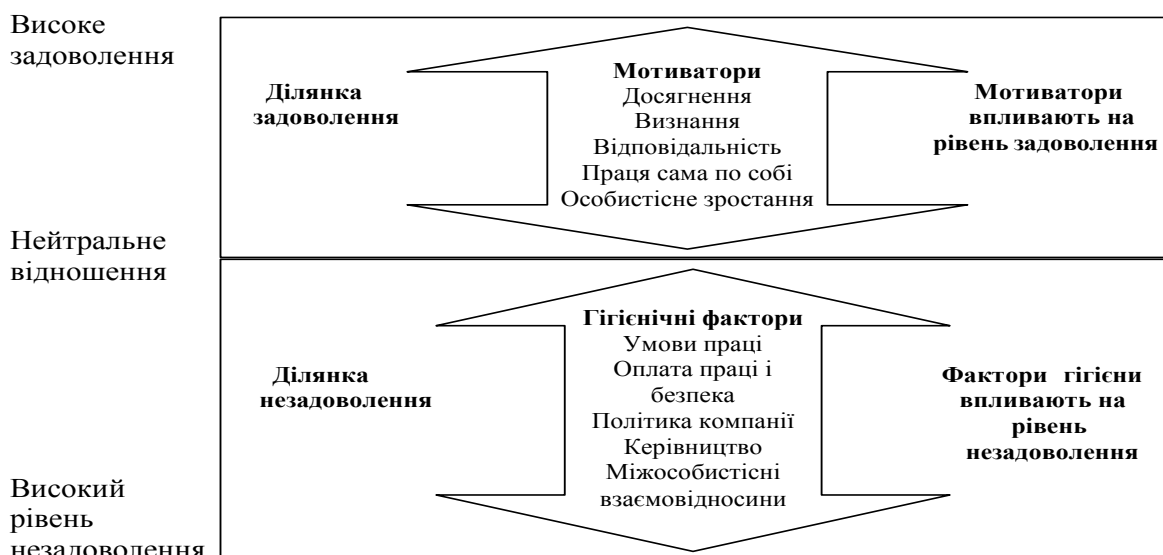 Високе
задоволення
Ділянка
задоволення
Мотиватори
Досягнення
Визнання
Відповідальність
Праця сама по собі
Особистісне зростання
Мотиватори
впливають на
рівень задоволення
Нейтральне
відношення
Ділянка
незадоволення
Гігієнічні фактори
Умови праці
Оплата праці і
безпека
Політика компанії
Керівництво
Міжособистісні
взаємовідносини
Фактори гігієни
впливають на
рівень
незадоволення
Високий
рівень
незадоволення